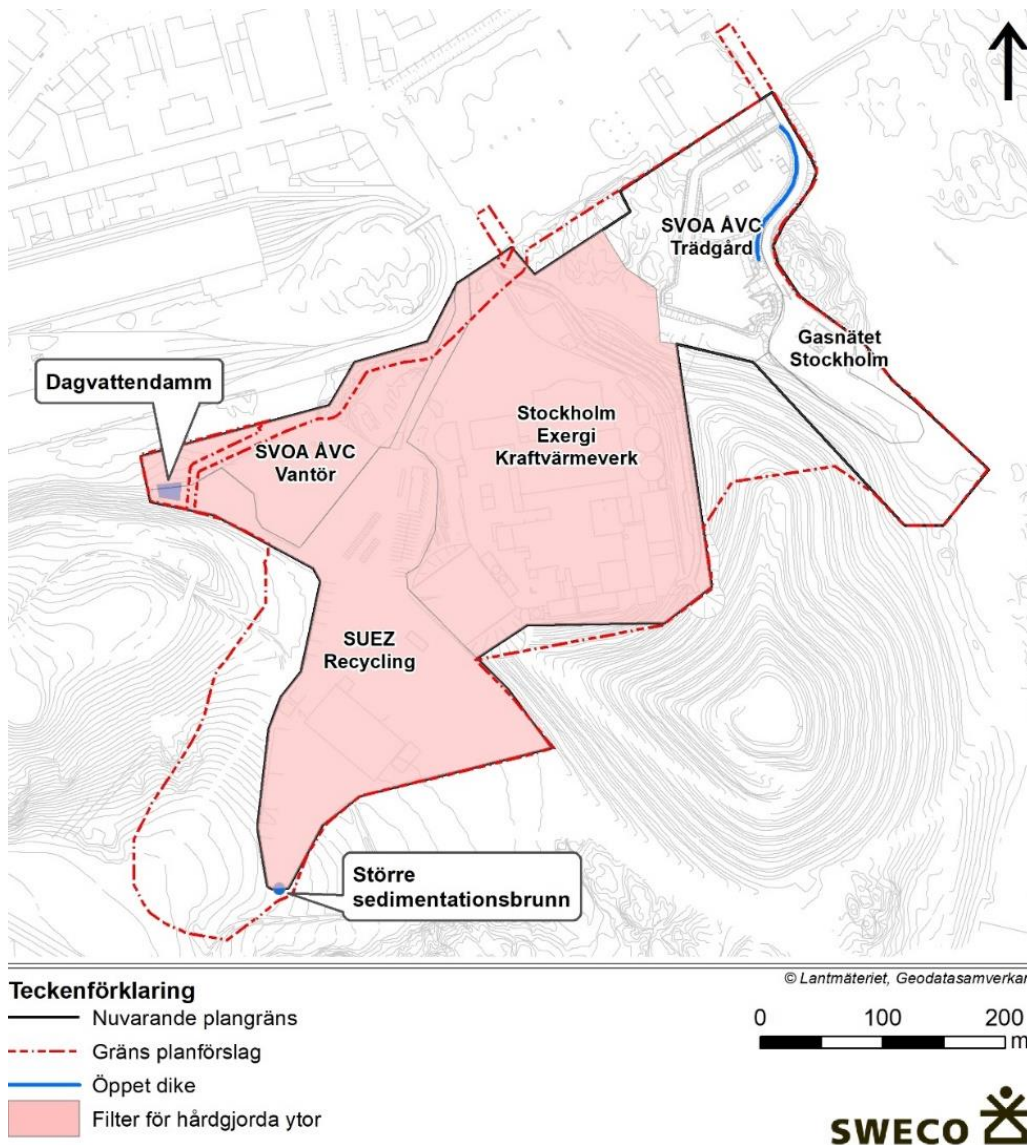 SVOA ÅVC
Trädgård
Gasnätet
Stockholm
Dagvattendamm
Stockholm
Exergi
Kraftvärmeverk
SVOA ÅVC
Vantör
SUEZ
Recycling
Större
sedimentationsbrunn
© Lantmäteriet, Geodatasamverkan
Teckenförklaring
Nuvarande plangräns
Gräns planförslag
Öppet dike
Filter för hårdgjorda ytor
0 100 200
m
SWECO